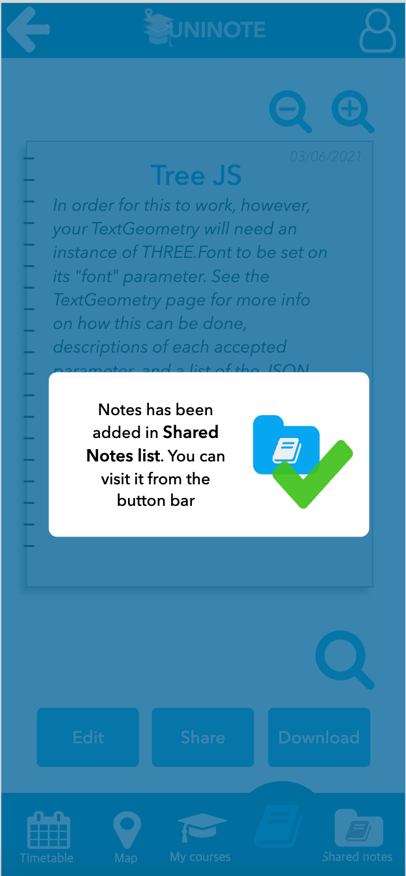 UNINOTE
03/06/2021
Tree JS
In order for this to work, however,
your TextGeometry will need an
instance of THREE.Font to be set on
its "font" parameter. See the
TextGeometry page for more info
on how this can be done,
descriptions of each accepted
parameter, and a list of the JSON
Notes has been
added in Shared
Notes list. You can
visit it from the
button bar
Edit
Share
Download
Timetable
Map
My courses
Shared notes